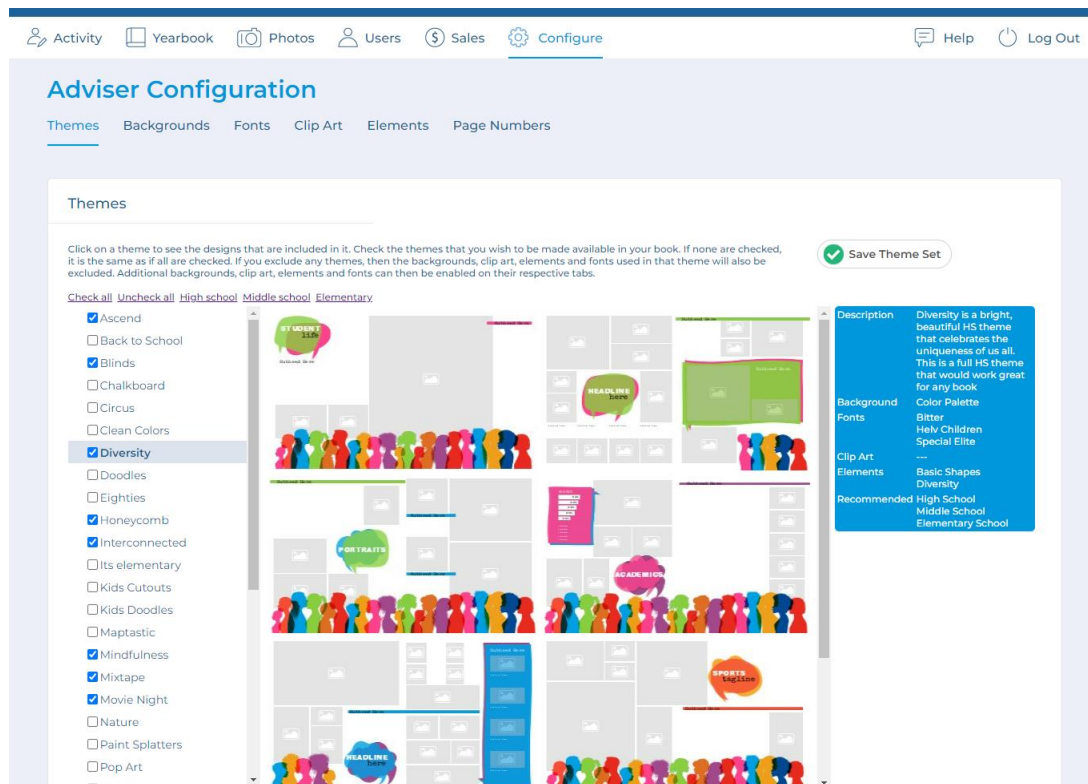 Activity
Yearbook
Photos
Users
Sales
Configure
Help
Log Out
Adviser Configuration
Themes
Backgrounds
Fonts
Clip Art
Elements
Page Numbers
Themes
Click on a theme to see the designs that are included in it. Check the themes that you wish to be made available in your book. If none are checked,
it is the same as if all are checked. If you exclude any themes, then the backgrounds, clip art, elements and fonts used in that theme will also be
excluded. Additional backgrounds, clip art, elements and fonts can then be enabled on their respective tabs.
Save Theme Set
Check all Uncheck all High school Middle school Elementary
Ascend
Back to School
Blinds
Chalkboard
Circus
Clean Colors
Diversity
Doodles
Eighties
Honeycomb
Interconnected
Its elementary
Kids Cutouts
Kids Doodles
Maptastic
Mindfulness
Mixtape
Movie Night
Nature
Paint Splatters
Pop Art
STUDENT
life
HEADLINE
here
PORTRAITS
ACADEMICS
HEADLINE
here
SPORTS
tagline
Description
Diversity is a bright,
beautiful HS theme
that celebrates the
uniqueness of us all.
This is a full HS theme
that would work great
for any book
Background
Color Palette
Fonts
Bitter
Helv Children
Special Elite
Clip Art
---
Elements
Basic Shapes
Diversity
Recommended
High School
Middle School
Elementary School